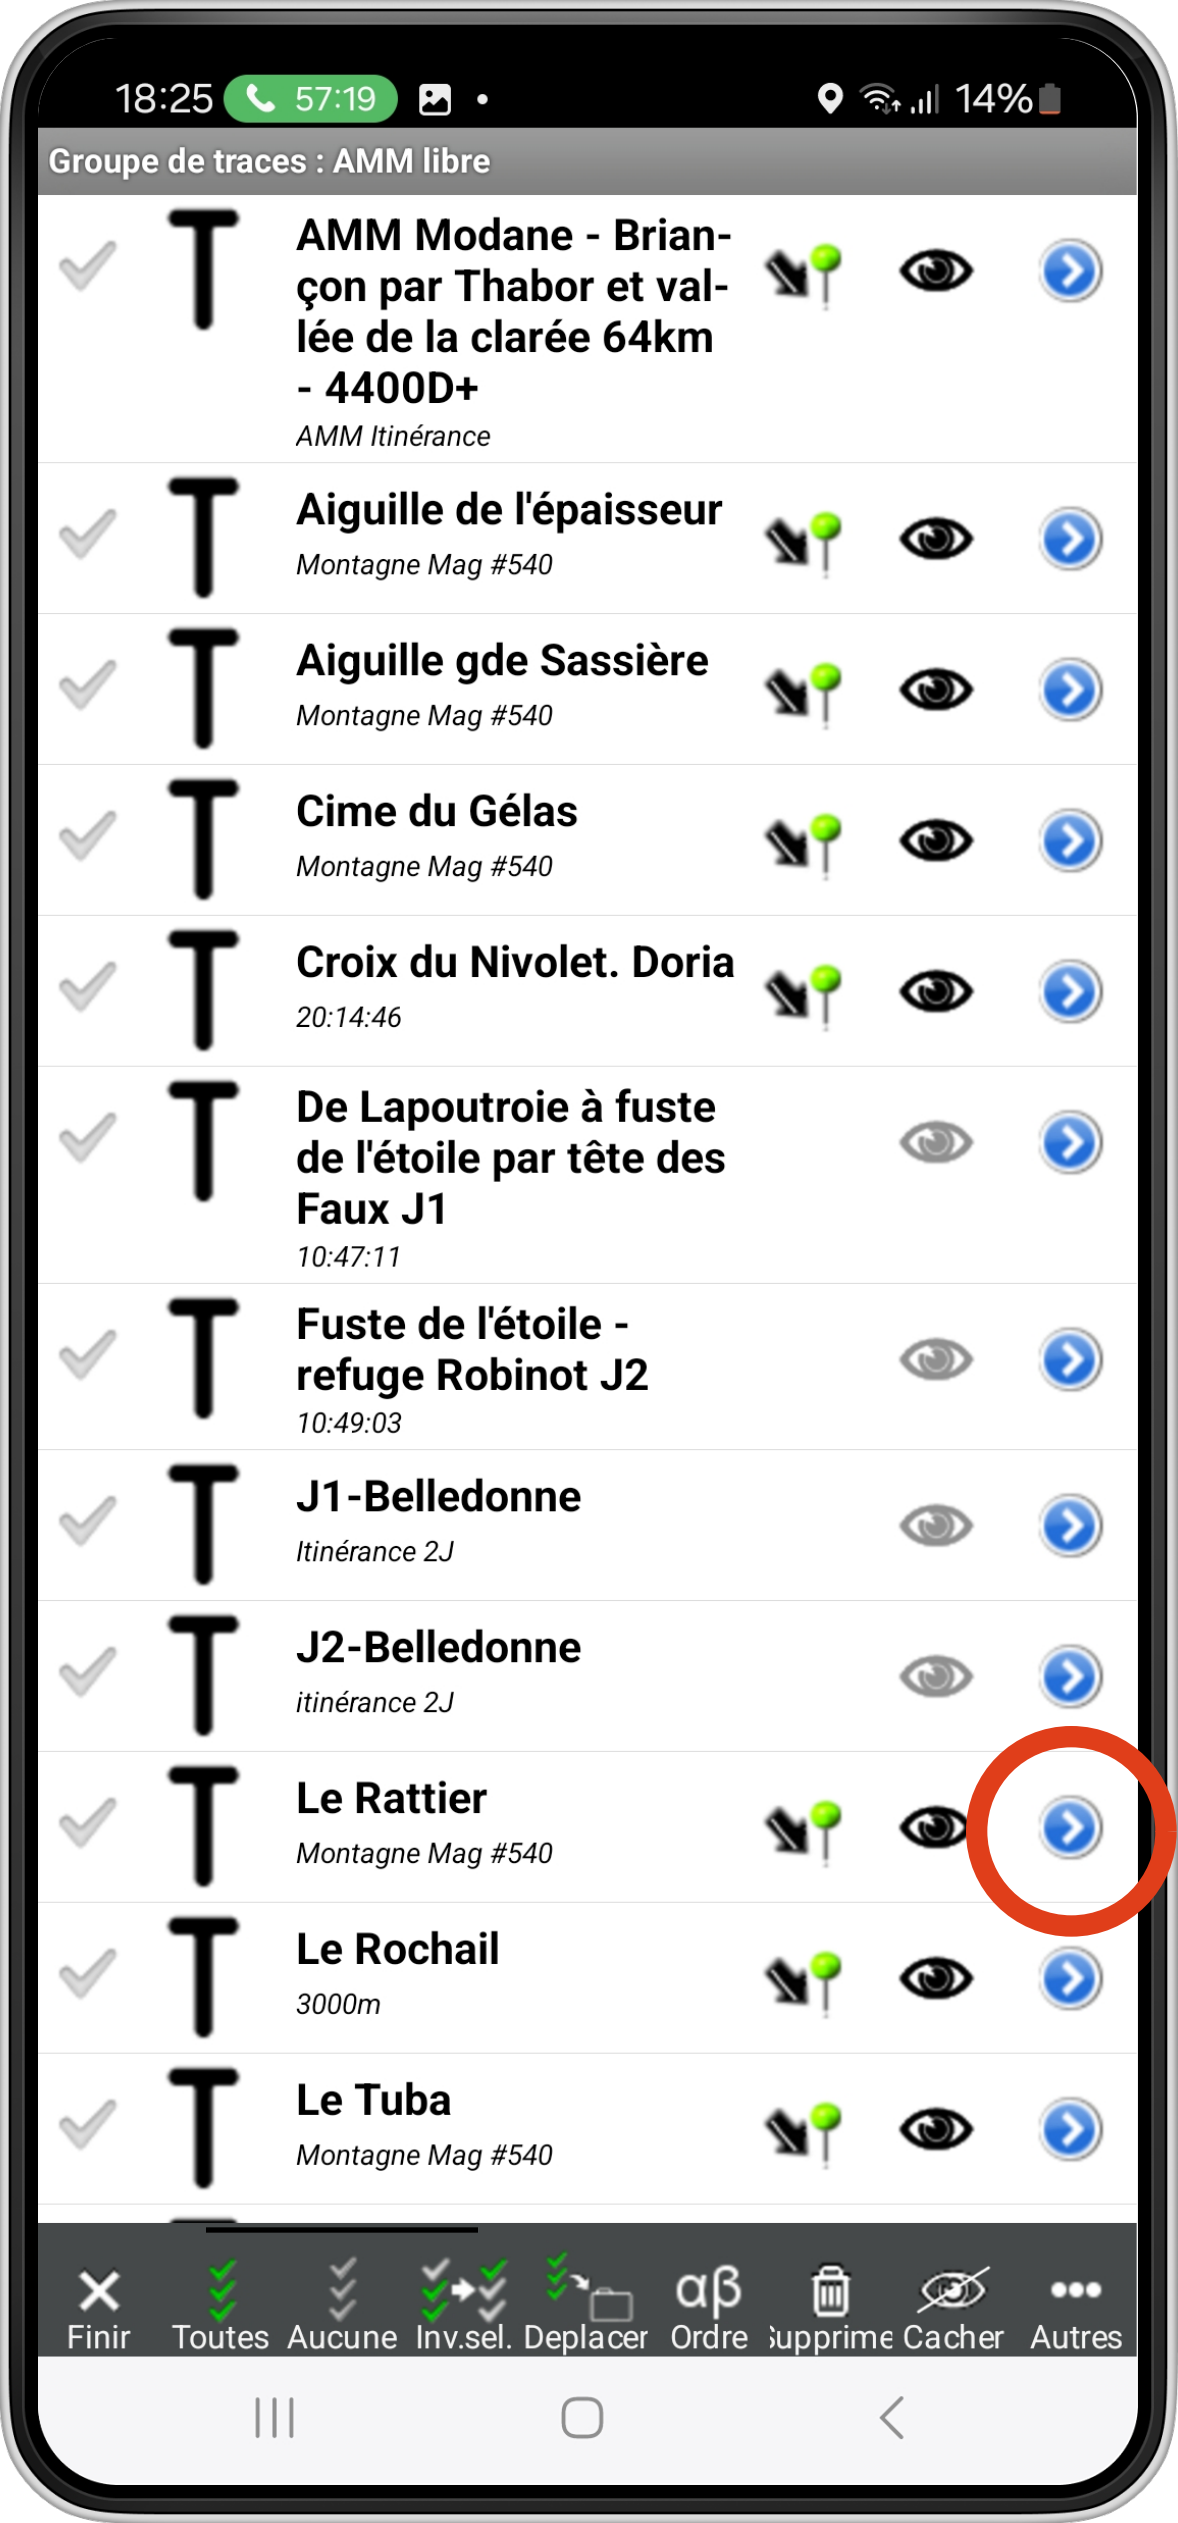 18:25 57:19 14%
Groupe de traces : AMM libre
AMM Modane - Brian-
çon par Thabor et val-
lée de la clarée 64km
- 4400D+
AMM Itinérance
Aiguille de l'épaisseur
Montagne Mag #540
Aiguille gde Sassière
Montagne Mag #540
Cime du Gélas
Montagne Mag #540
Croix du Nivolet. Doria
20:14:46
De Lapoutroie à fuste
de l'étoile par tête des
Faux J1
10:47:11
Fuste de l'étoile -
refuge Robinot J2
10:49:03
J1-Belledonne
Itinérance 2J
J2-Belledonne
itinérance 2J
Le Rattier
Montagne Mag #540
Le Rochail
3000m
Le Tuba
Montagne Mag #540
αβ
Finir Toutes Aucune Inv.sel. Deplacer Ordre Supprime Cacher Autres